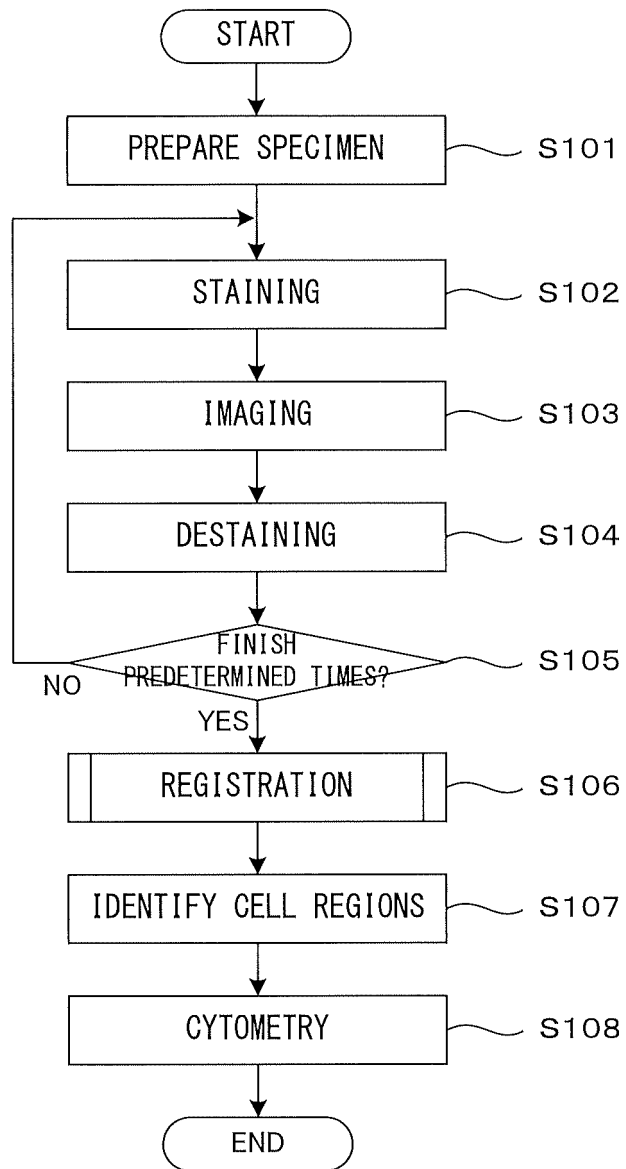 START
PREPARE SPECIMEN S101
STAINING S102
IMAGING S103
DESTAINING S104
FINISH
PREDETERMINED TIMES? S105
NO
YES
REGISTRATION S106
IDENTIFY CELL REGIONS S107
CYTOMETRY S108
END